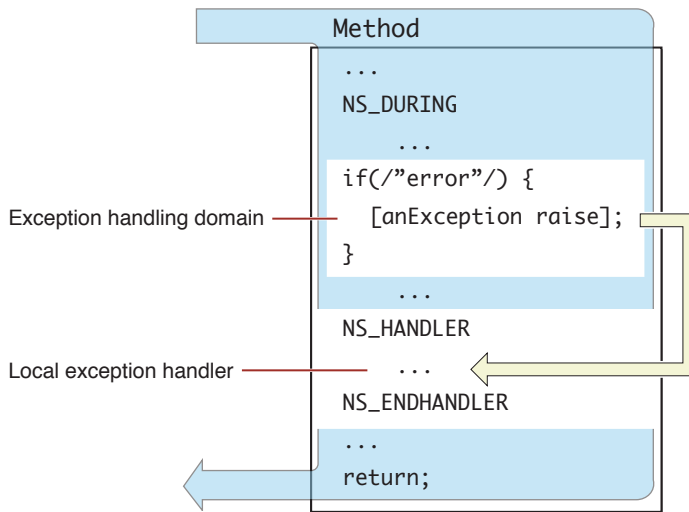 Method
...
NS_DURING
...
if(/”error”/) {
Exception handling domain
[anException raise];
}
...
NS_HANDLER
Local exception handler
...
NS_ENDHANDLER
...
return;